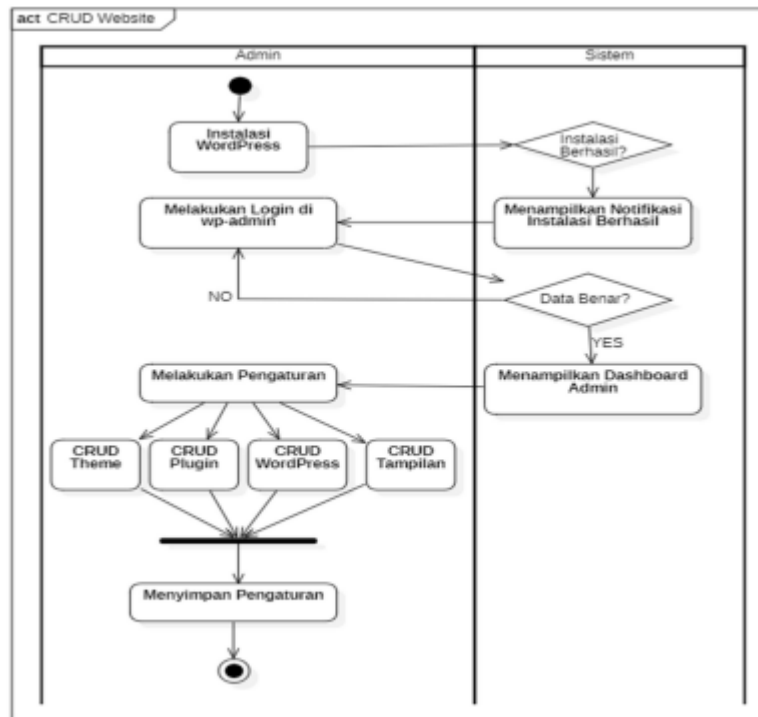 act CRUD Website
Admin
Sistem
Instalasi
WordPress
Instalasi
Berhasil?
Melakukan Login di
wp-admin
Menampilkan Notifikasi
Instalasi Berhasil
NO
Data Benar?
YES
Melakukan Pengaturan
Menampilkan Dashboard
Admin
CRUD
Theme
CRUD
Plugin
CRUD
WordPress
CRUD
Tampilan
Menyimpan Pengaturan